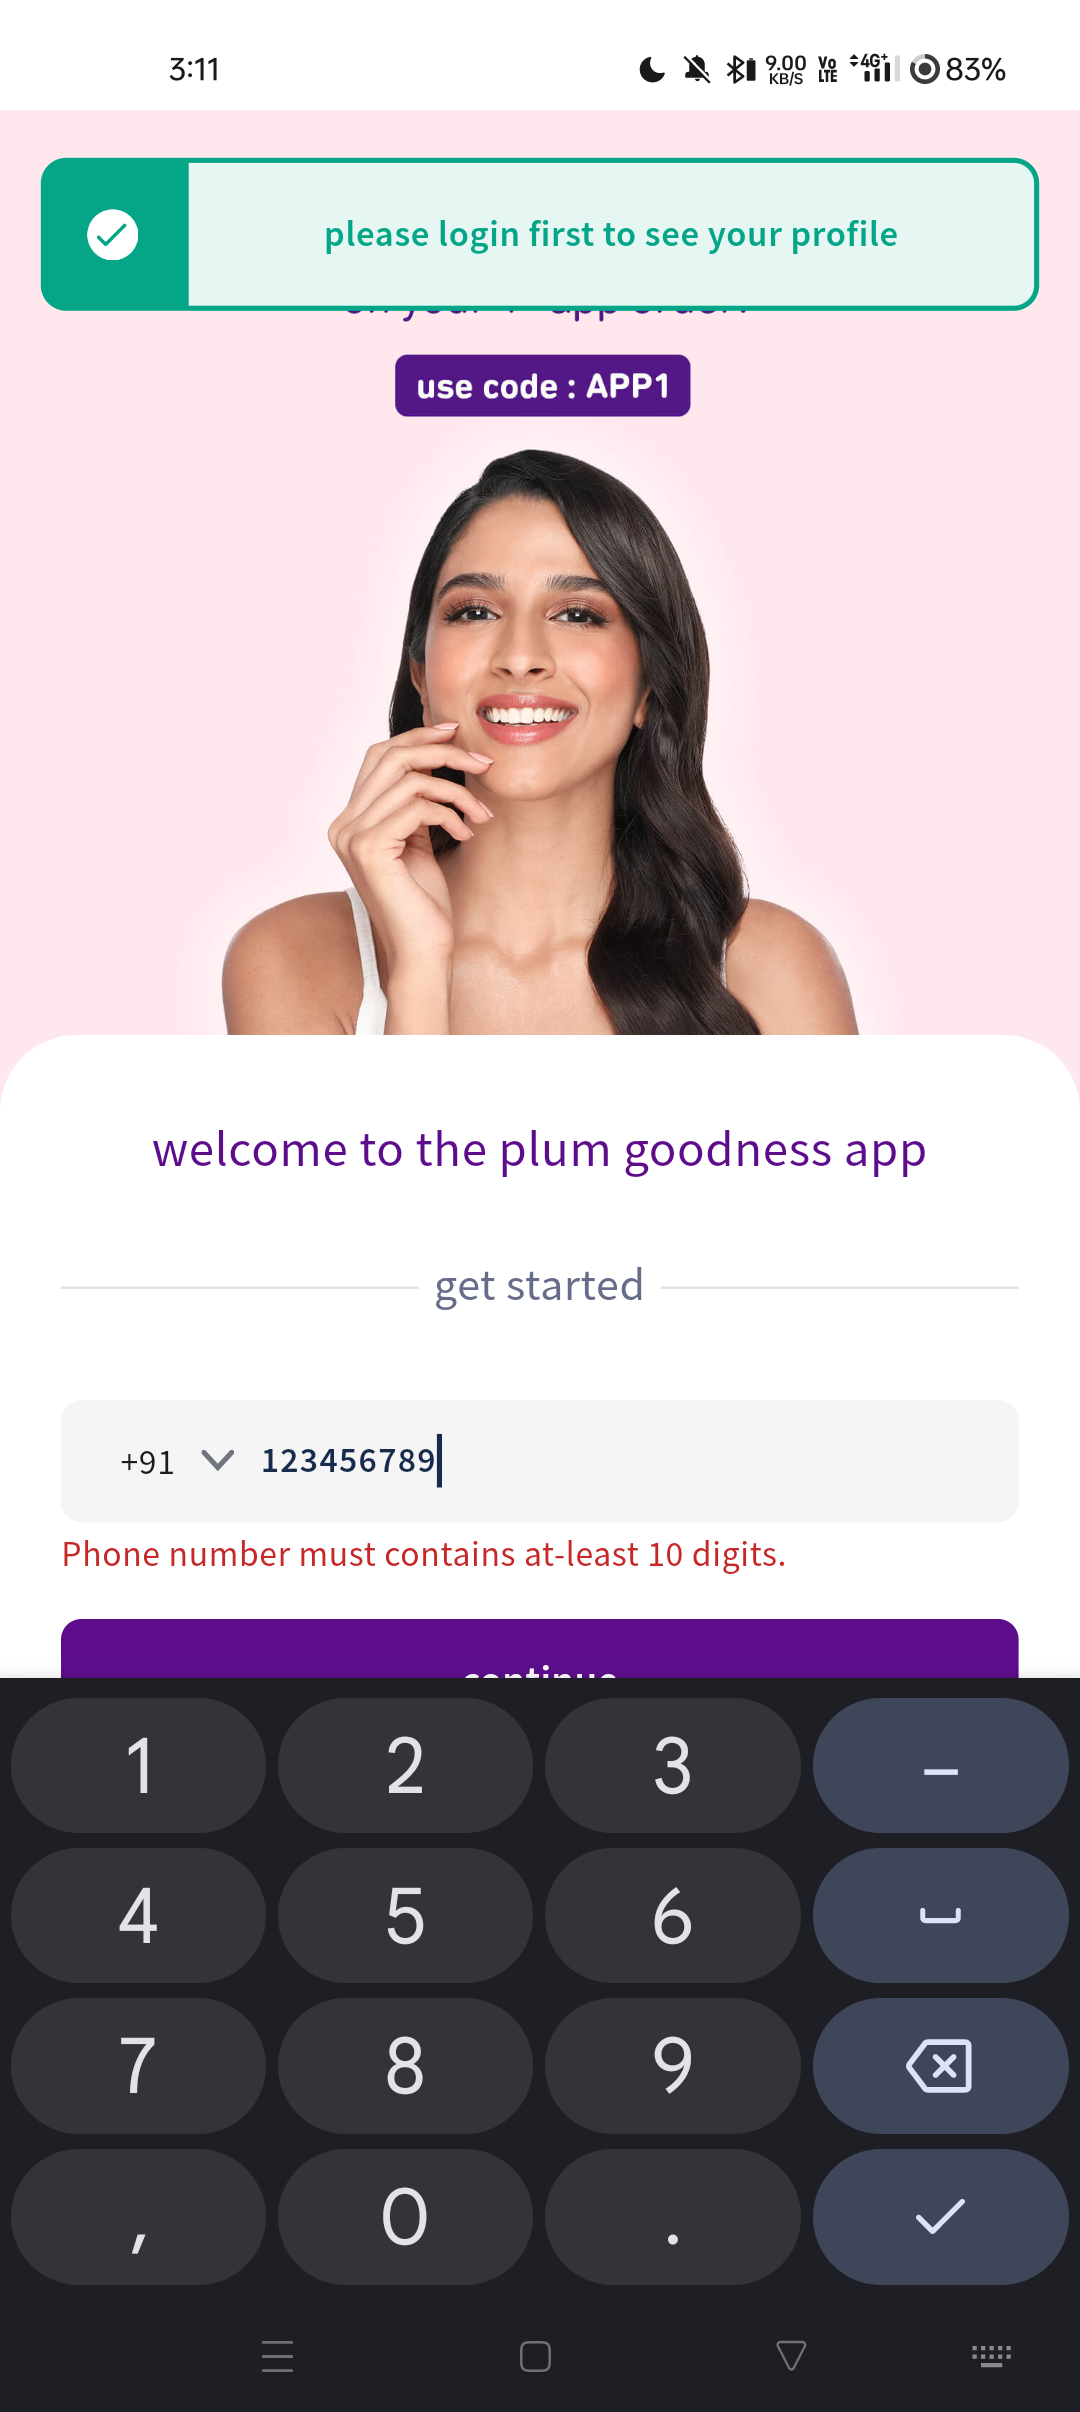 3:11
9.00 KB/S
Vo LTE
4G+
83%
please login first to see your profile
use code : APP1
welcome to the plum goodness app
get started
+91 123456789
Phone number must contains at-least 10 digits.
continue
1 2 3 –
4 5 6
7 8 9
, 0 .